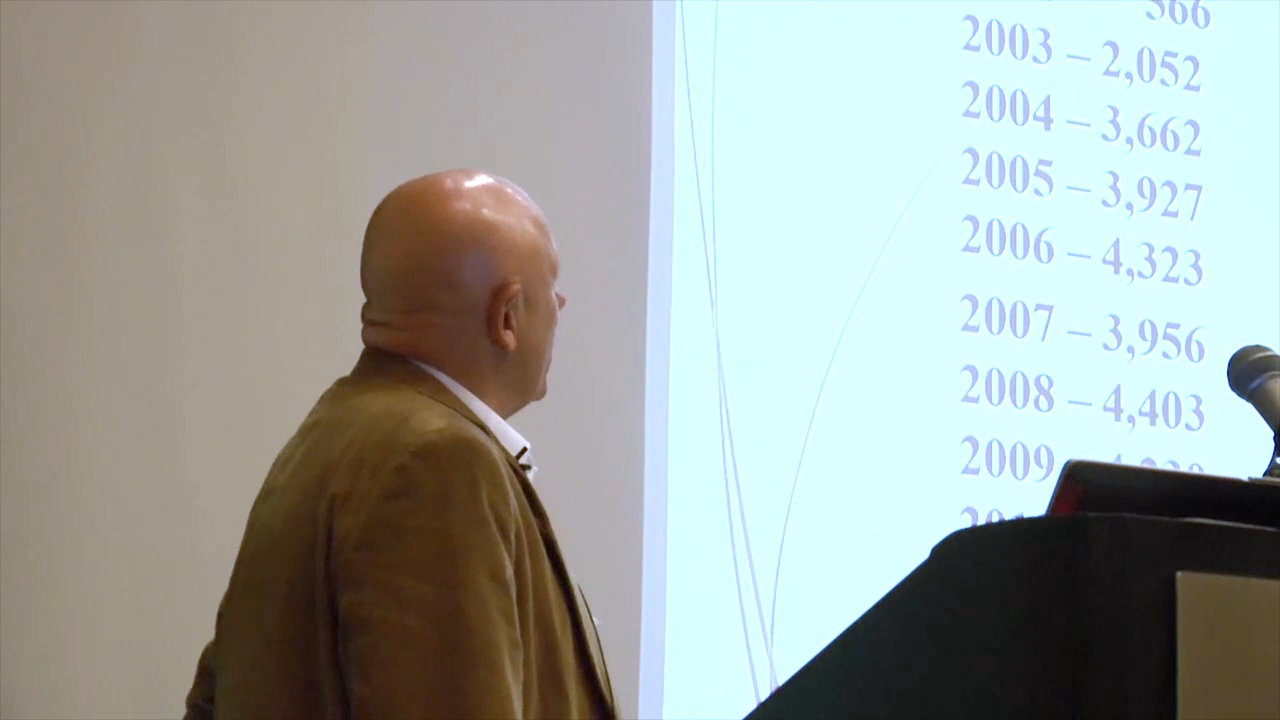 566
2003 – 2,052
2004 – 3,662
2005 – 3,927
2006 – 4,323
2007 – 3,956
2008 – 4,403
2009